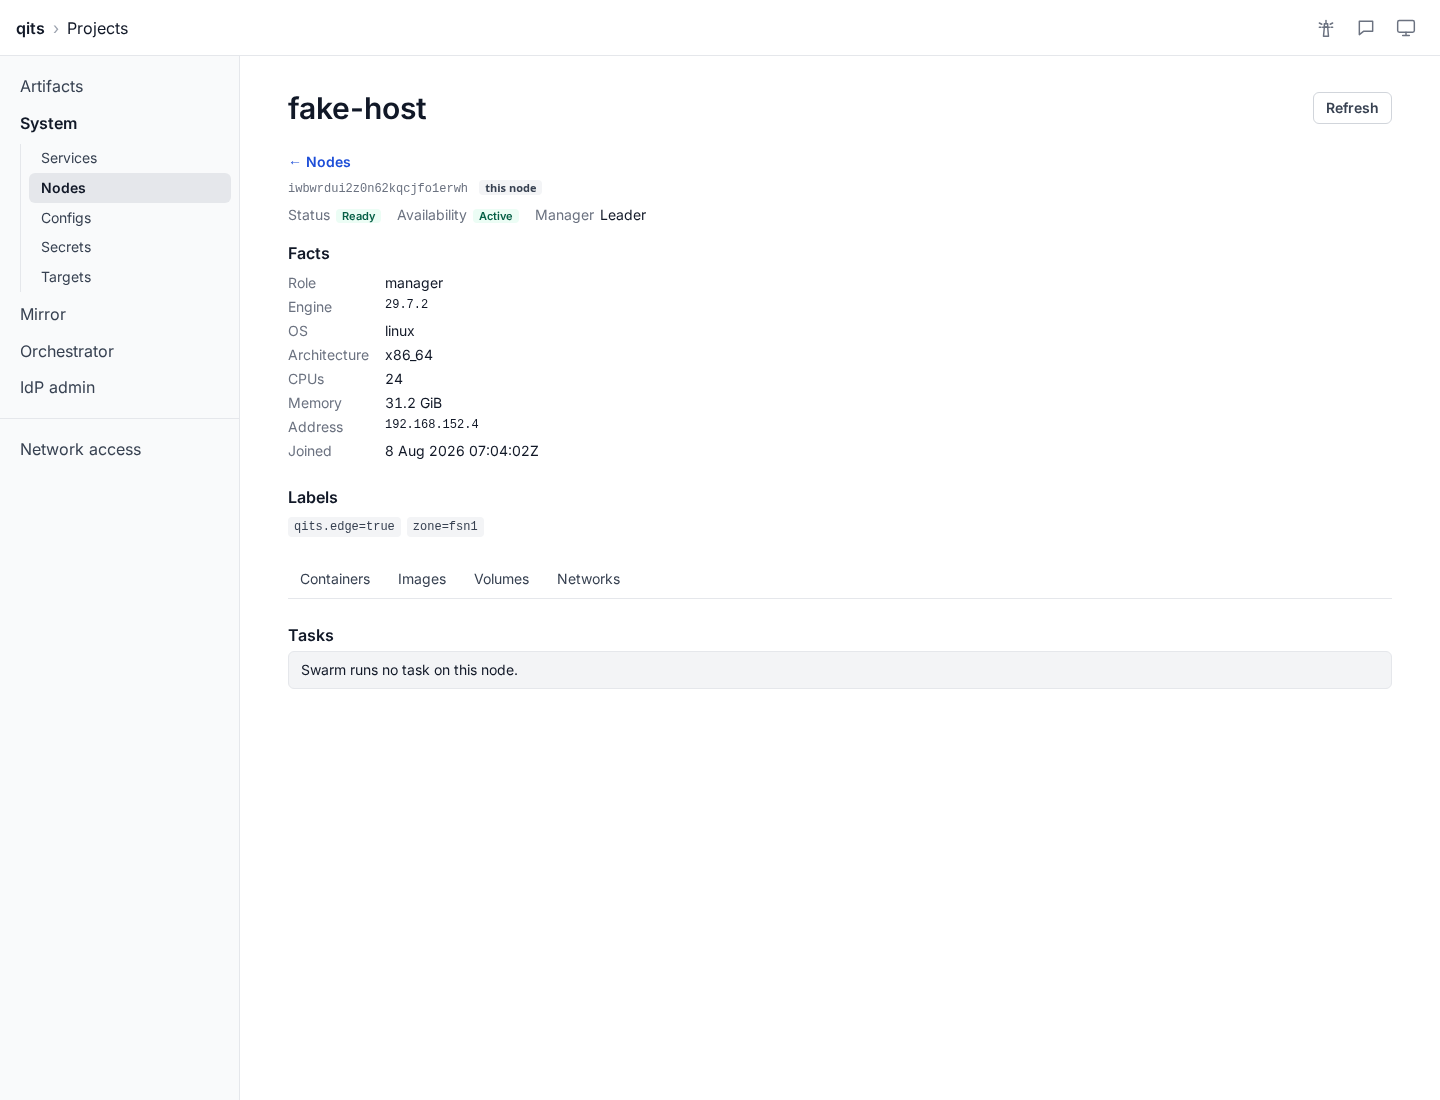 qits › Projects
Artifacts
System
Services
Nodes
Configs
Secrets
Targets
Mirror
Orchestrator
IdP admin
Network access
fake-host
Refresh
← Nodes
iwbwrdui2z0n62kqcjfo1erwh this node
Status Ready Availability Active Manager Leader
Facts
Role manager
Engine 29.7.2
OS linux
Architecture x86_64
CPUs 24
Memory 31.2 GiB
Address 192.168.152.4
Joined 8 Aug 2026 07:04:02Z
Labels
qits.edge=true zone=fsn1
Containers Images Volumes Networks
Tasks
Swarm runs no task on this node.